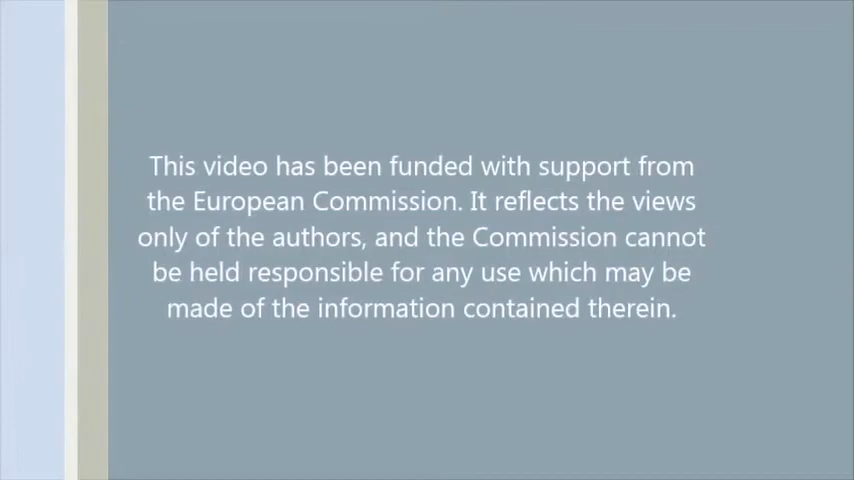 This video has been funded with support from
the European Commission. It reflects the views
only of the authors, and the Commission cannot
be held responsible for any use which may be
made of the information contained therein.